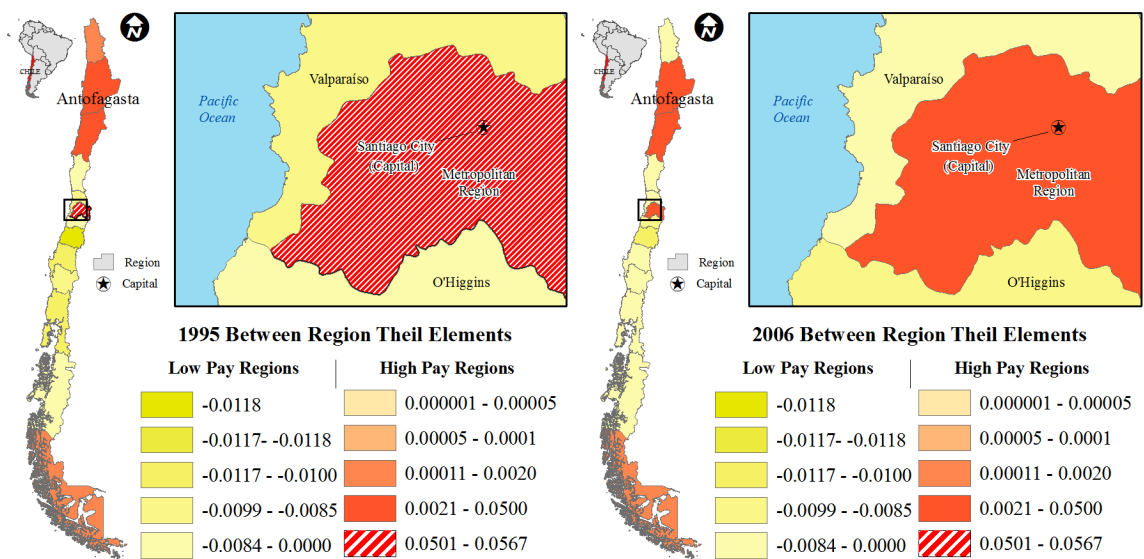 N
CHILE
Antofagasta
Region
Capital
Pacific
Ocean
Valparaíso
Santiago City
(Capital)
Metropolitan
Region
O'Higgins
1995 Between Region Theil Elements
Low Pay Regions
High Pay Regions
-0.0118
0.000001 - 0.00005
-0.0117- -0.0118
0.00005 - 0.0001
-0.0117 - -0.0100
0.00011 - 0.0020
-0.0099 - -0.0085
0.0021 - 0.0500
-0.0084 - 0.0000
0.0501 - 0.0567
N
CHILE
Antofagasta
Region
Capital
Pacific
Ocean
Valparaíso
Santiago City
(Capital)
Metropolitan
Region
O'Higgins
2006 Between Region Theil Elements
Low Pay Regions
High Pay Regions
-0.0118
0.000001 - 0.00005
-0.0117- -0.0118
0.00005 - 0.0001
-0.0117 - -0.0100
0.00011 - 0.0020
-0.0099 - -0.0085
0.0021 - 0.0500
-0.0084 - 0.0000
0.0501 - 0.0567